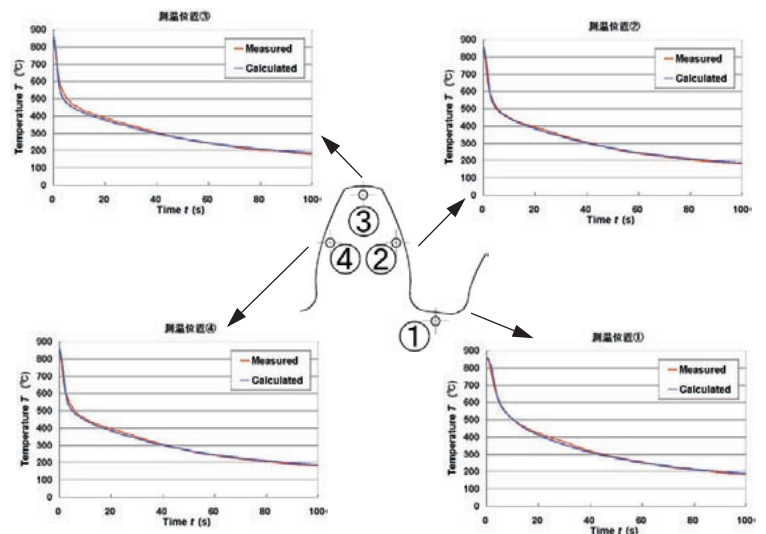 測温位置③
900
800
700
600
500
400
300
200
100
0
Temperature T (℃)
Measured
Calculated
0 20 40 60 80 100
Time t (s)
測温位置②
900
800
700
600
500
400
300
200
100
0
Temperature T (℃)
Measured
Calculated
0 20 40 60 80 100
Time t (s)
③
④ ②
①
測温位置④
900
800
700
600
500
400
300
200
100
0
Temperature T (℃)
Measured
Calculated
0 20 40 60 80 100
Time t (s)
測温位置①
900
800
700
600
500
400
300
200
100
0
Temperature T (℃)
Measured
Calculated
0 20 40 60 80 100
Time t (s)